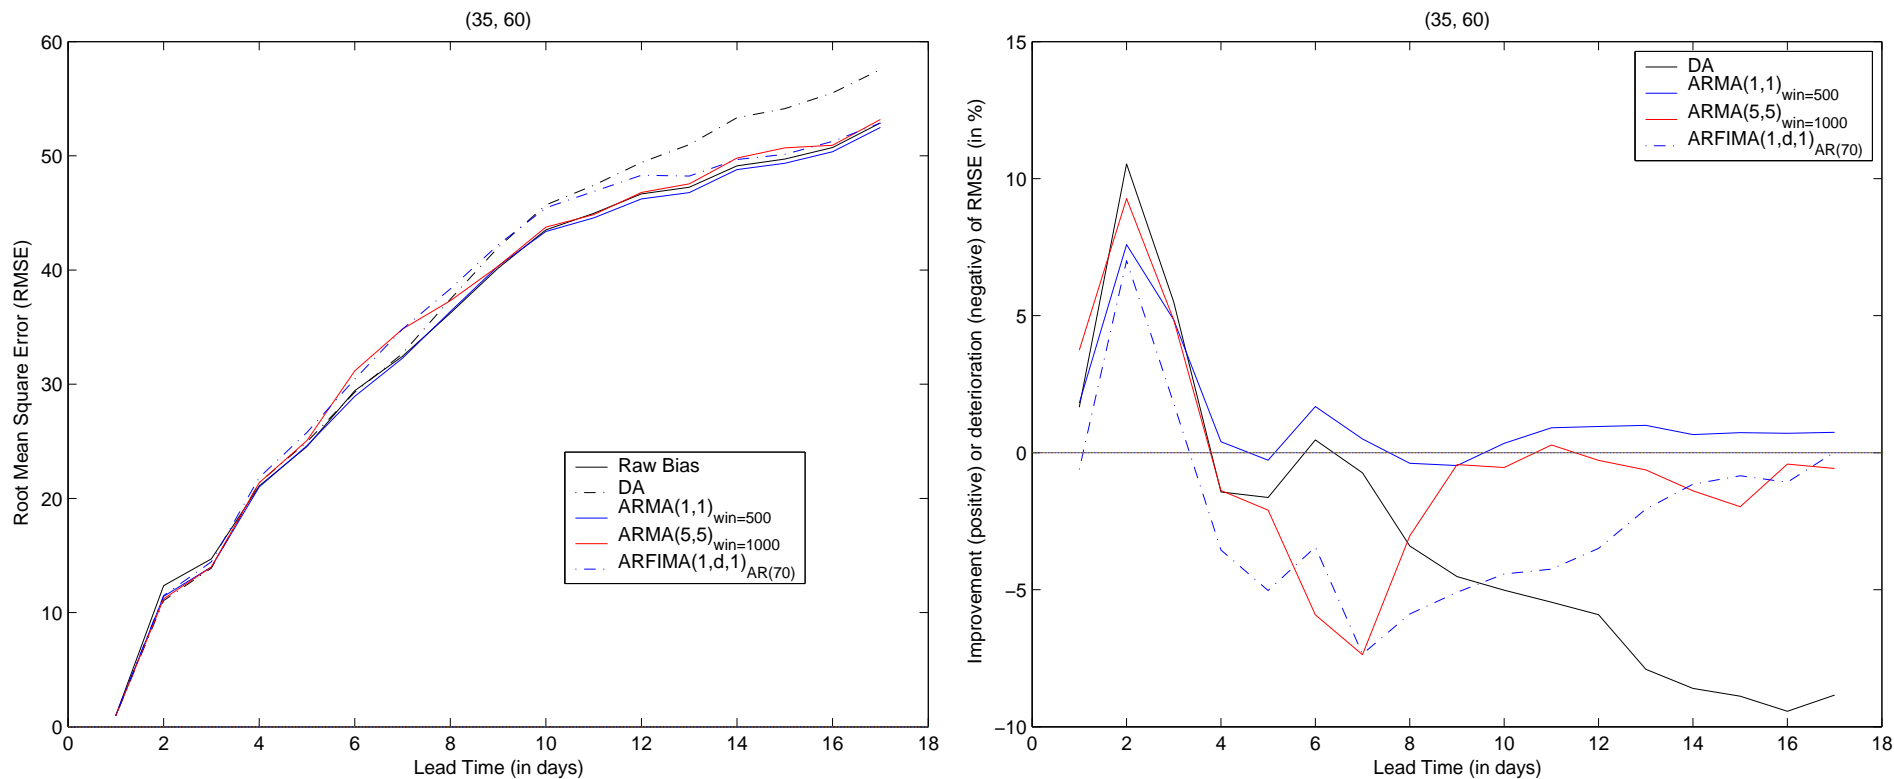 (35, 60)
60
50
40
30
20
10
0
Root Mean Square Error (RMSE)
Raw Bias
DA
ARMA(1,1)win=500
ARMA(5,5)win=1000
ARFIMA(1,d,1)AR(70)
0 2 4 6 8 10 12 14 16 18
Lead Time (in days)
(35, 60)
15
10
5
0
−5
−10
Improvement (positive) or deterioration (negative) of RMSE (in %)
DA
ARMA(1,1)win=500
ARMA(5,5)win=1000
ARFIMA(1,d,1)AR(70)
0 2 4 6 8 10 12 14 16 18
Lead Time (in days)